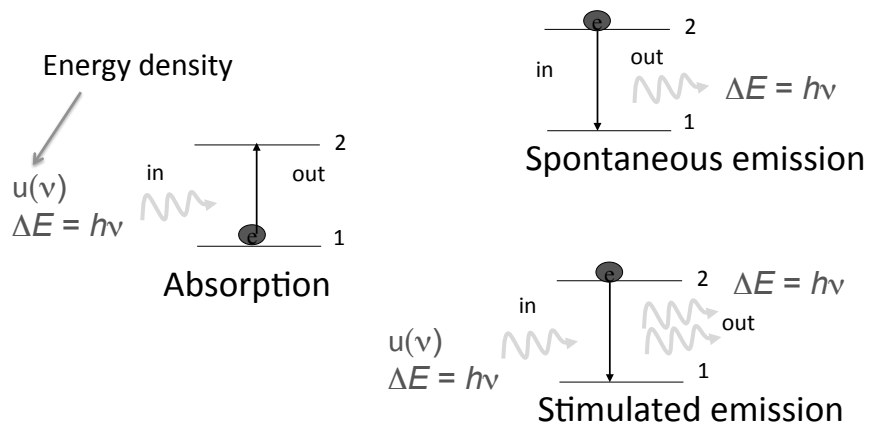 Energy density
u(ν)
ΔE = hν
in
out
2
e
1
Absorption
e
2
in
out
ΔE = hν
1
Spontaneous emission
e
2
ΔE = hν
in
out
u(ν)
ΔE = hν
1
Stimulated emission